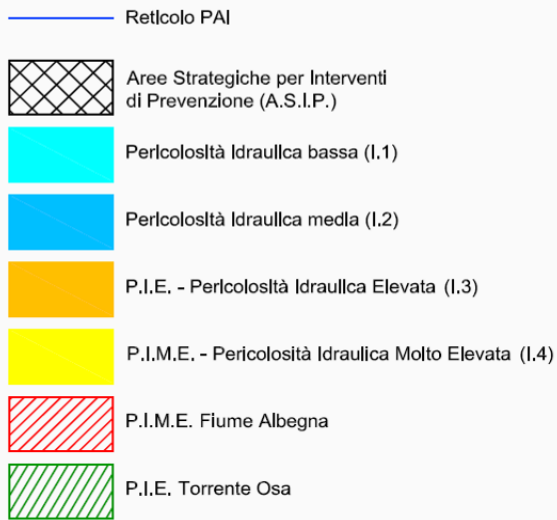 Reticolo PAI
Aree Strategiche per Interventi
di Prevenzione (A.S.I.P.)
Pericolosità Idraulica bassa (I.1)
Pericolosità Idraulica media (I.2)
P.I.E. - Pericolosità Idraulica Elevata (I.3)
P.I.M.E. - Pericolosità Idraulica Molto Elevata (I.4)
P.I.M.E. Fiume Albegna
P.I.E. Torrente Osa